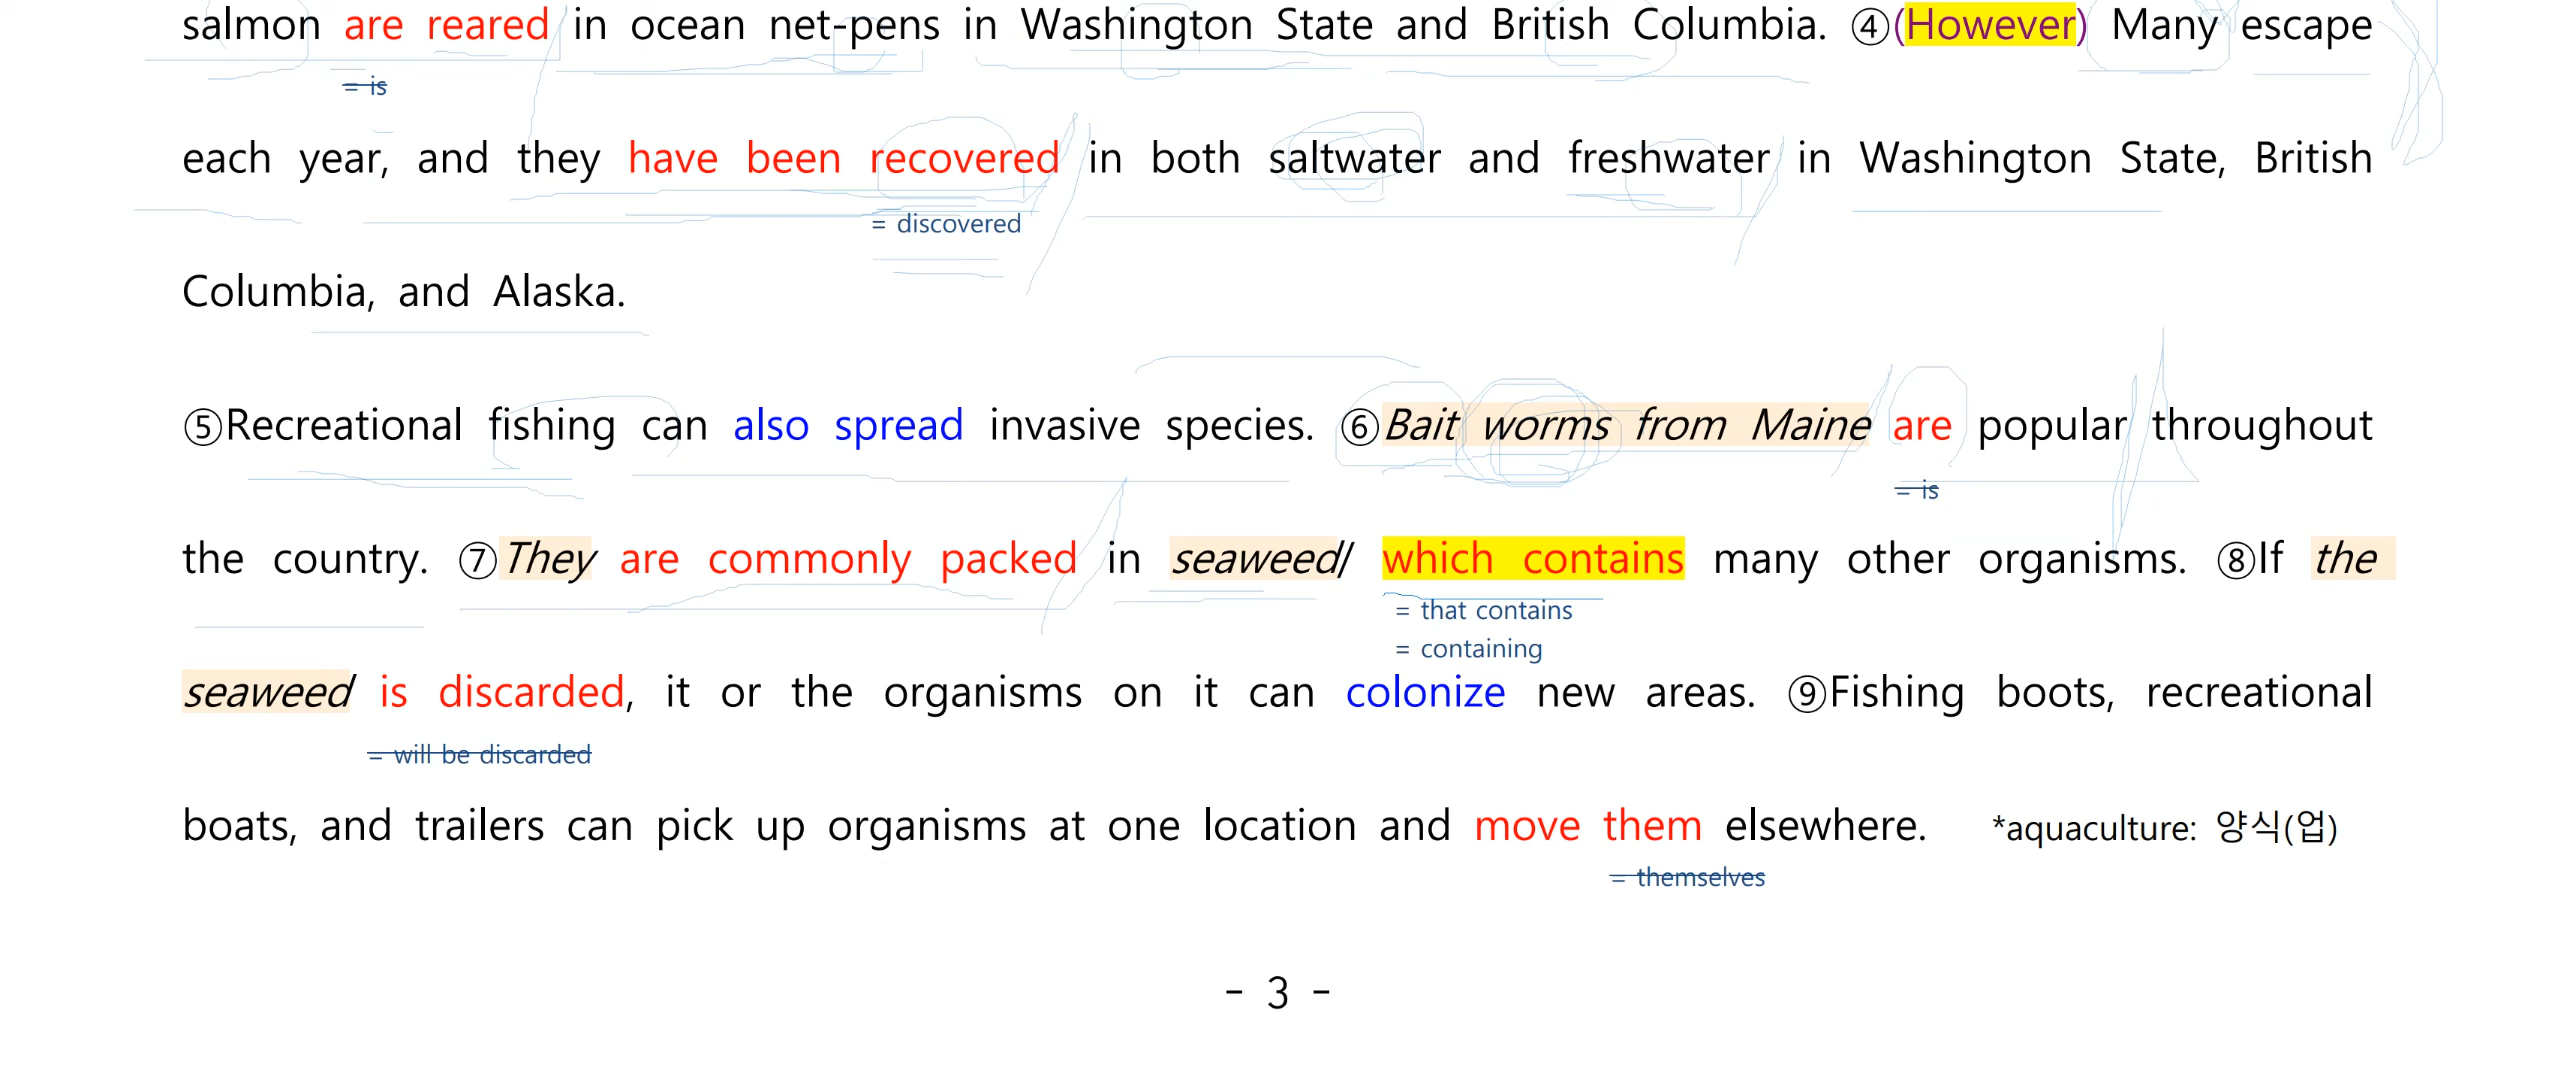 salmon are reared in ocean net-pens in Washington State and British Columbia. ④(However) Many escape
= is
each year, and they have been recovered in both saltwater and freshwater in Washington State, British
= discovered
Columbia, and Alaska.
⑤Recreational fishing can also spread invasive species. ⑥Bait worms from Maine are popular throughout
= is
the country. ⑦They are commonly packed in seaweed/ which contains many other organisms. ⑧If the
= that contains
= containing
seaweed is discarded, it or the organisms on it can colonize new areas. ⑨Fishing boots, recreational
= will be discarded
boats, and trailers can pick up organisms at one location and move them elsewhere. *aquaculture: 양식(업)
= themselves
- 3 -